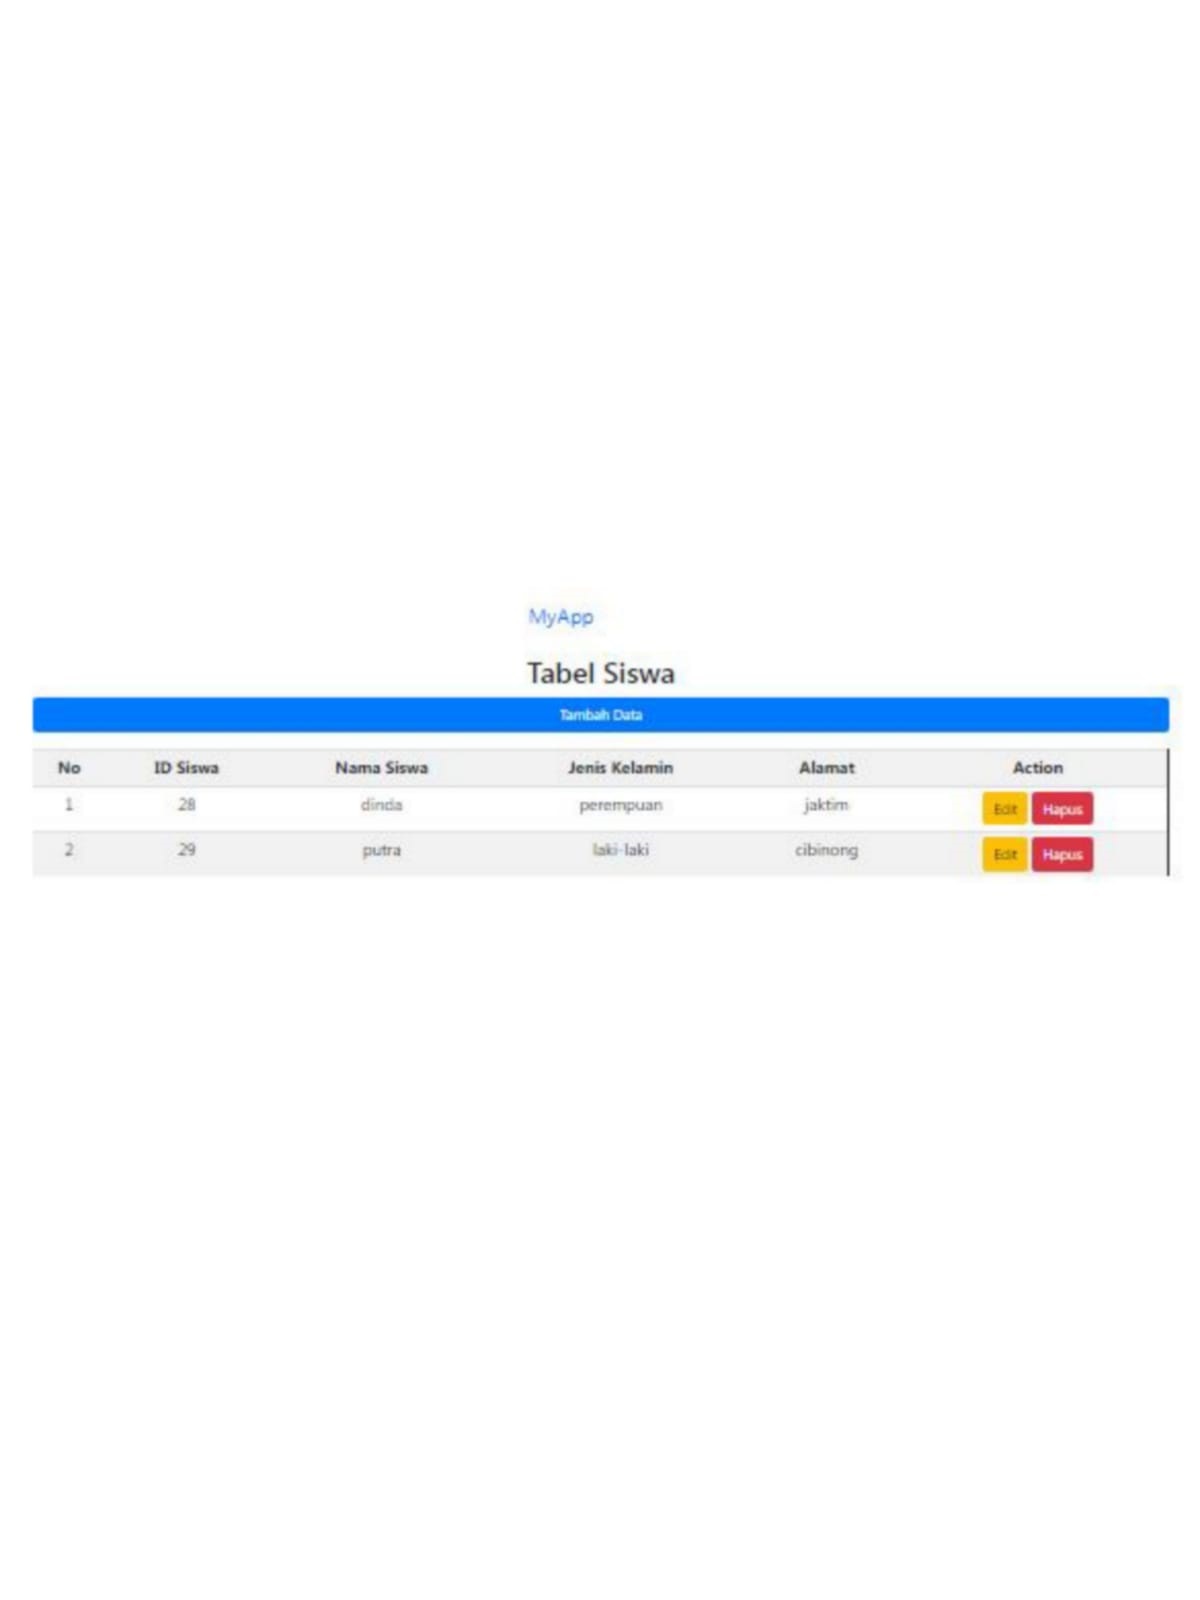 MyApp
Tabel Siswa
Tambah Data
No ID Siswa Nama Siswa Jenis Kelamin Alamat Action
1 28 dinda perempuan jaktim Edit Hapus
2 29 putra laki-laki cibinong Edit Hapus